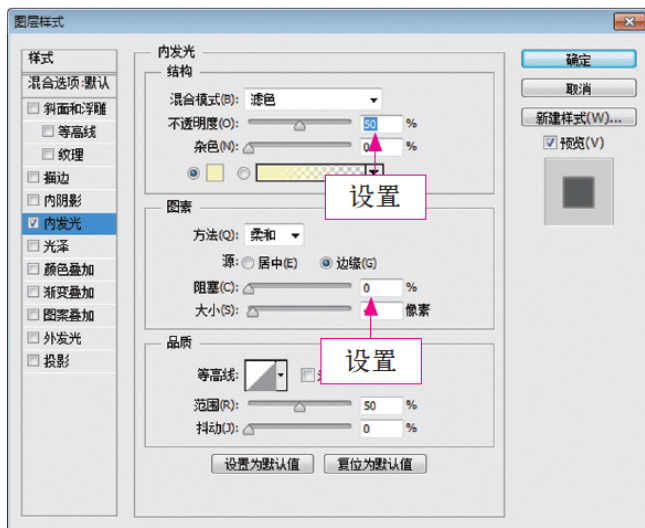 图层样式
样式
混合选项:默认
斜面和浮雕
等高线
纹理
描边
内阴影
内发光
光泽
颜色叠加
渐变叠加
图案叠加
外发光
投影
内发光
结构
混合模式(B): 滤色
不透明度(O): 50 %
杂色(N): 0 %
设置
图素
方法(Q): 柔和
源: 居中(E) 边缘(G)
阻塞(C): 0 %
大小(S): 像素
设置
品质
等高线:
范围(R): 50 %
抖动(J): 0 %
设置为默认值 复位为默认值
确定
取消
新建样式(W)...
预览(V)